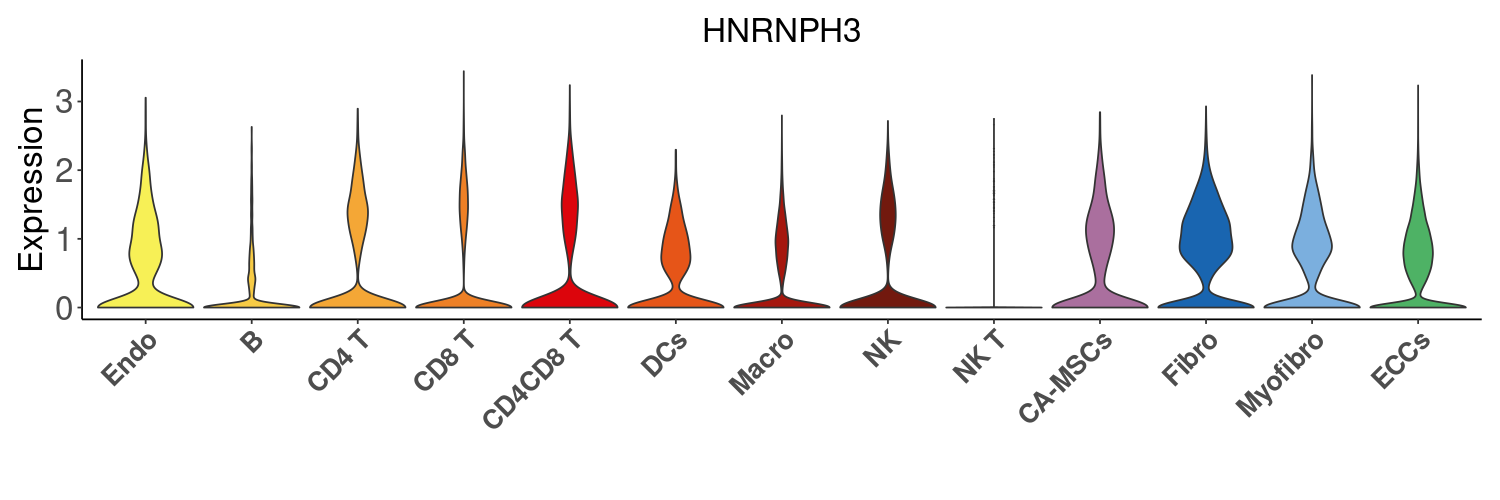 HNRNPH3
Expression
3
2
1
0
Endo
B
CD4 T
CD8 T
CD4CD8 T
DCs
Macro
NK
NK T
CA-MSCs
Fibro
Myofibro
ECCs